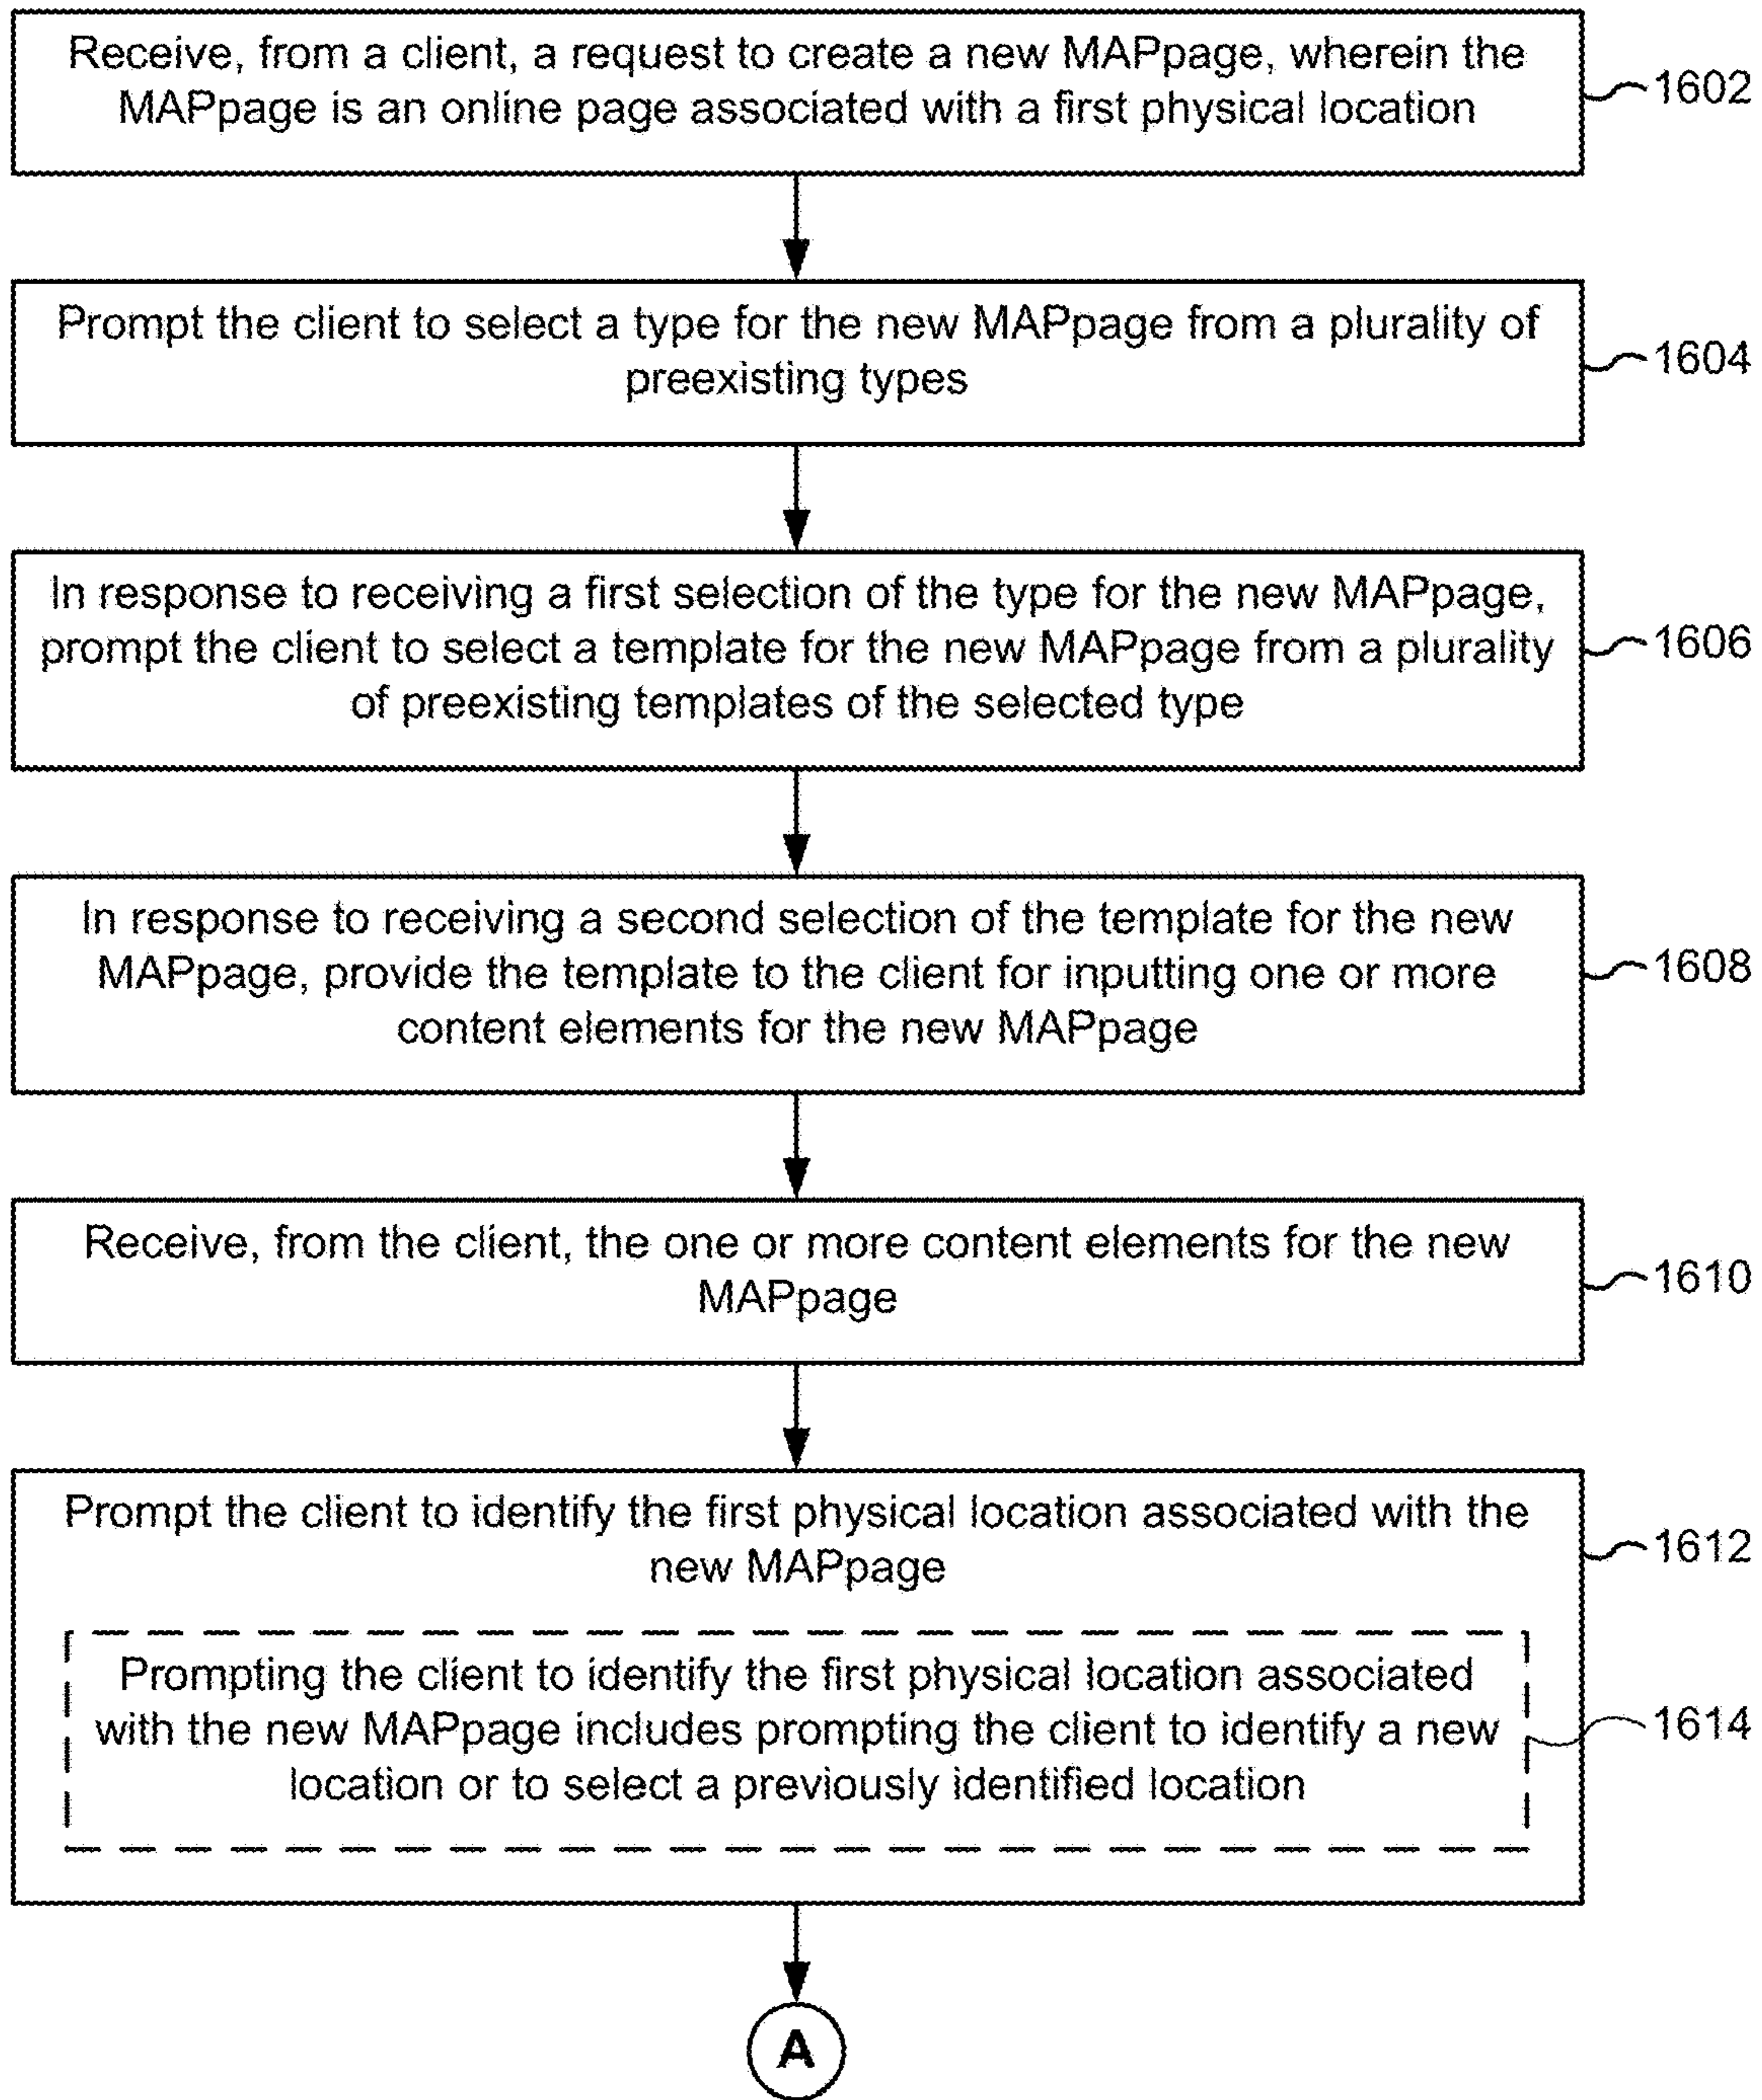 Receive, from a client, a request to create a new MAPpage, wherein the
MAPpage is an online page associated with a first physical location
1602
Prompt the client to select a type for the new MAPpage from a plurality of
preexisting types
1604
In response to receiving a first selection of the type for the new MAPpage,
prompt the client to select a template for the new MAPpage from a plurality
of preexisting templates of the selected type
1606
In response to receiving a second selection of the template for the new
MAPpage, provide the template to the client for inputting one or more
content elements for the new MAPpage
1608
Receive, from the client, the one or more content elements for the new
MAPpage
1610
Prompt the client to identify the first physical location associated with the
new MAPpage
1612
Prompting the client to identify the first physical location associated
with the new MAPpage includes prompting the client to identify a new
location or to select a previously identified location
1614
A